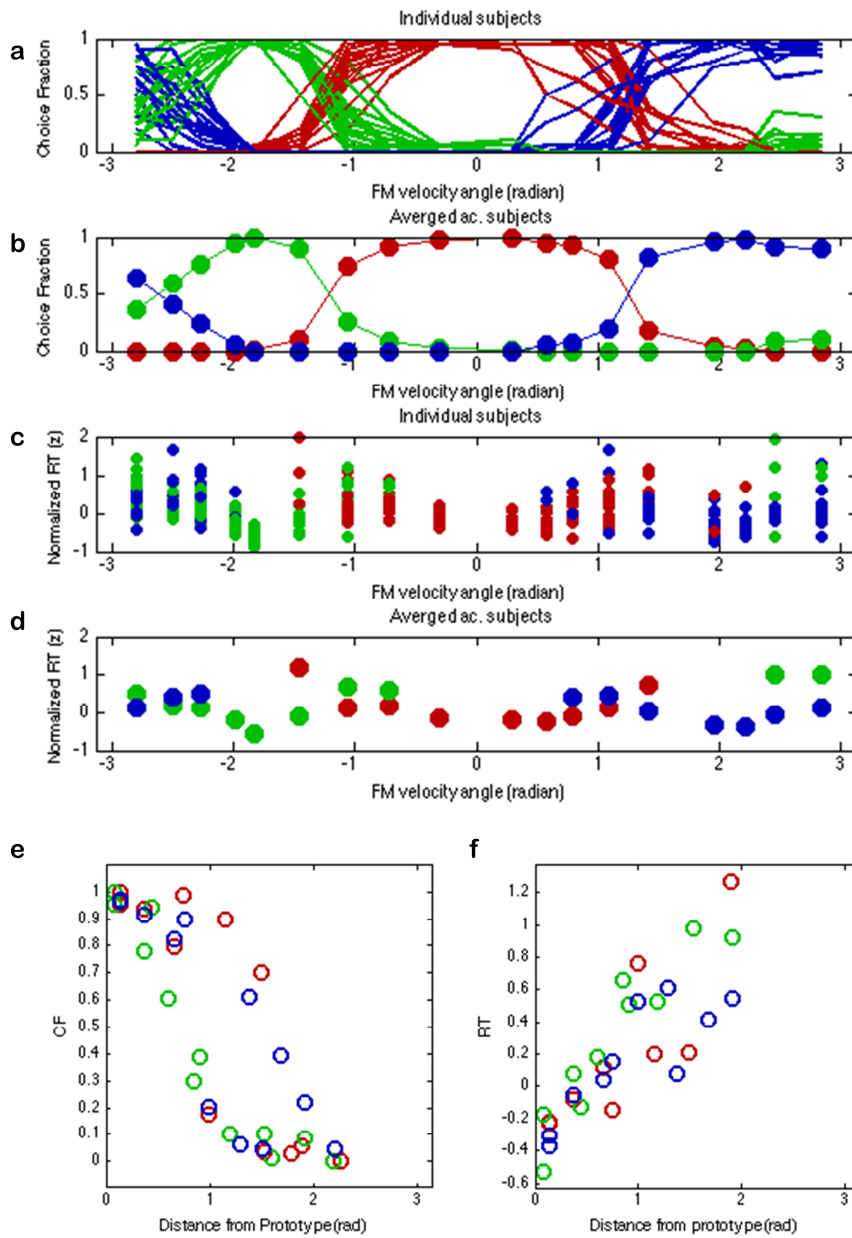 Individual subjects
a
Choice Fraction
1
0.5
0
-3 -2 -1 0 1 2 3
FM velocity angle (radian)
Averged ac. subjects
b
Choice Fraction
1
0.5
0
-3 -2 -1 0 1 2 3
FM velocity angle (radian)
Individual subjects
c
Normalized RT (z)
2
1
0
-1
-3 -2 -1 0 1 2 3
FM velocity angle (radian)
Averged ac. subjects
d
Normalized RT (z)
2
1
0
-1
-3 -2 -1 0 1 2 3
FM velocity angle (radian)
e
CF
1
0.9
0.8
0.7
0.6
0.5
0.4
0.3
0.2
0.1
0
0 1 2 3
Distance from Prototype(rad)
f
RT
1.2
1
0.8
0.6
0.4
0.2
0
-0.2
-0.4
-0.6
0 1 2 3
Distance from prototype(rad)